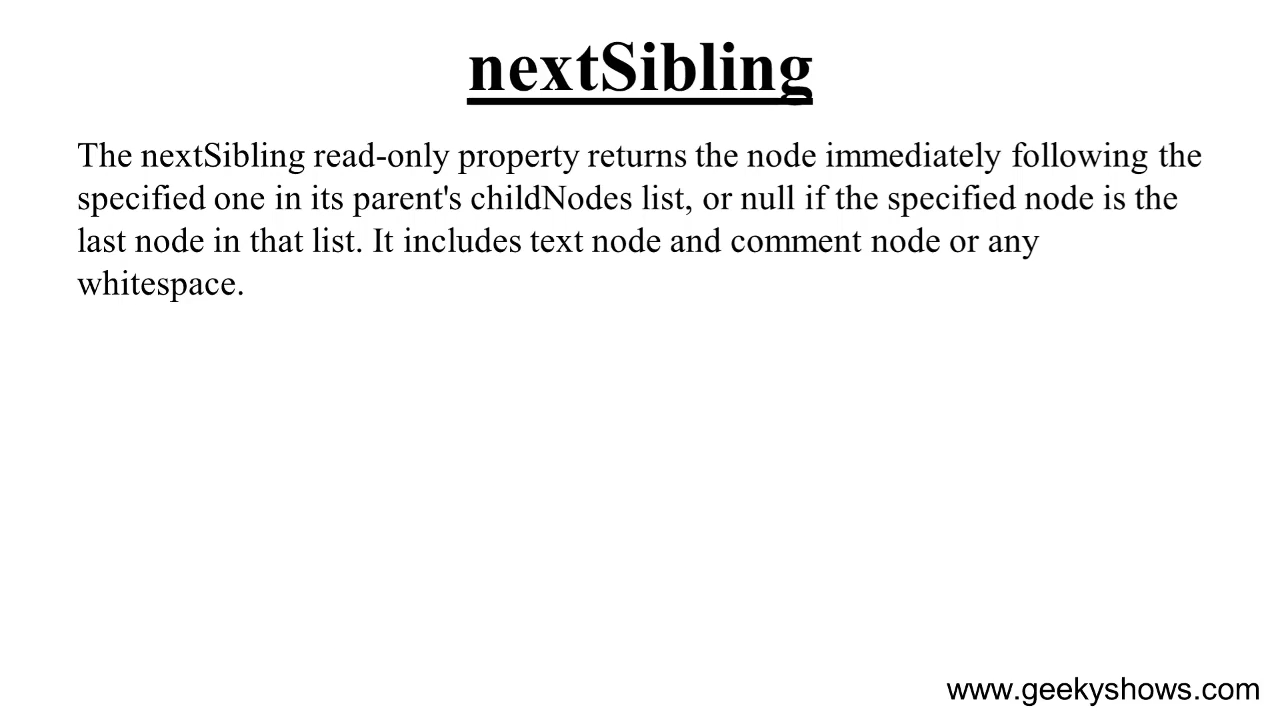 nextSibling
The nextSibling read-only property returns the node immediately following the
specified one in its parent's childNodes list, or null if the specified node is the
last node in that list. It includes text node and comment node or any
whitespace.
www.geekyshows.com